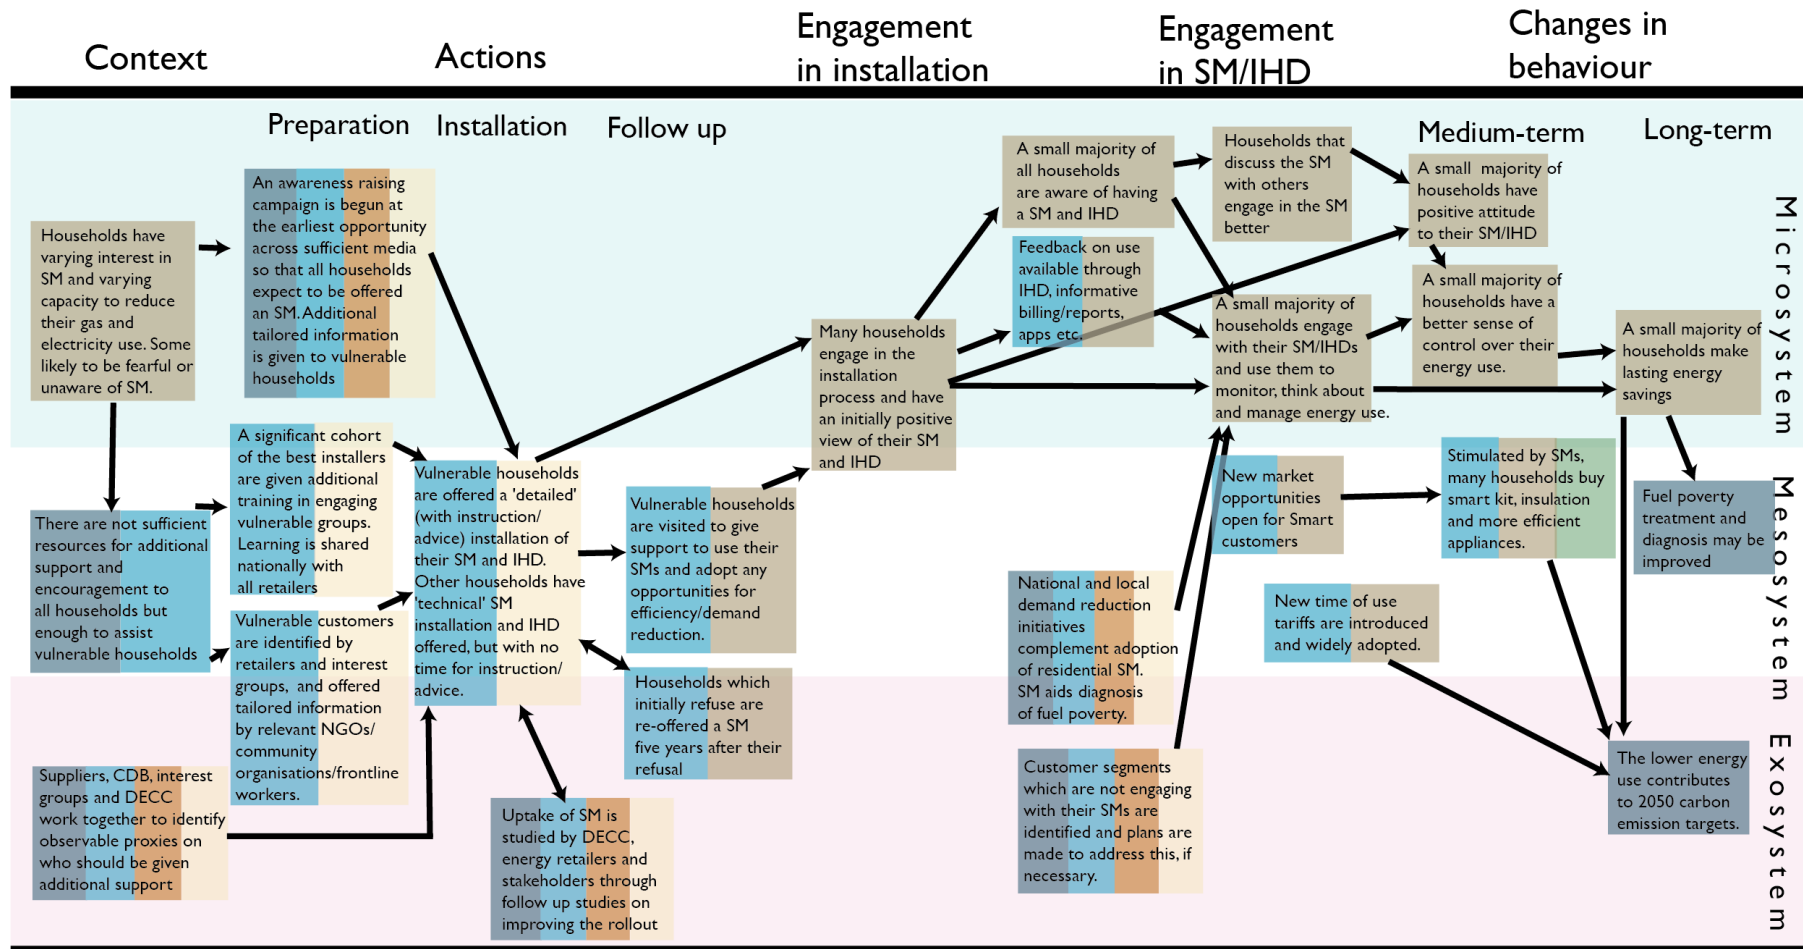 Context
Actions
Engagement
in installation
Engagement
in SM/IHD
Changes in
behaviour
Preparation
Installation
Follow up
Medium-term
Long-term
Households have
varying interest in
SM and varying
capacity to reduce
their gas and
electricity use. Some
likely to be fearful or
unaware of SM.
There are not sufficient
resources for additional
support and
encouragement to
all households but
enough to assist
vulnerable households
Suppliers, CDB, interest
groups and DECC
work together to identify
observable proxies on
who should be given
additional support
An awareness raising
campaign is begun at
the earliest opportunity
across sufficient media
so that all households
expect to be offered
an SM. Additional
tailored information
is given to vulnerable
households
A significant cohort
of the best installers
are given additional
training in engaging
vulnerable groups.
Learning is shared
nationally with
all retailers
Vulnerable customers
are identified by
retailers and interest
groups, and offered
tailored information
by relevant NGOs/
community
organisations/frontline
workers.
Vulnerable households
are offered a 'detailed'
(with instruction/
advice) installation of
their SM and IHD.
Other households have
'technical' SM
installation and IHD
offered, but with no
time for instruction/
advice.
Uptake of SM is
studied by DECC,
energy retailers and
stakeholders through
follow up studies on
improving the rollout
Vulnerable households
are visited to give
support to use their
SMs and adopt any
opportunities for
efficiency/demand
reduction.
Households which
initially refuse are
re-offered a SM
five years after their
refusal
Many households
engage in the
installation
process and have
an initially positive
view of their SM
and IHD
A small majority of
all households
are aware of having
a SM and IHD
Feedback on use
available through
IHD, informative
billing/reports,
apps etc.
National and local
demand reduction
initiatives
complement adoption
of residential SM.
SM aids diagnosis
of fuel poverty.
Customer segments
which are not engaging
with their SMs are
identified and plans are
made to address this, if
necessary.
Households that
discuss the SM
with others
engage in the SM
better
A small majority of
households engage
with their SM/IHDs
and use them to
monitor, think about
and manage energy use.
New market
opportunities
open for Smart
customers
New time of use
tariffs are introduced
and widely adopted.
A small majority of
households have
positive attitude
to their SM/IHD
A small majority of
households have a
better sense of
control over their
energy use.
Stimulated by SMs,
many households buy
smart kit, insulation
and more efficient
appliances.
A small majority of
households make
lasting energy
savings
Fuel poverty
treatment and
diagnosis may be
improved
The lower energy
use contributes
to 2050 carbon
emission targets.
Microsystem
Mesosystem
Exosystem